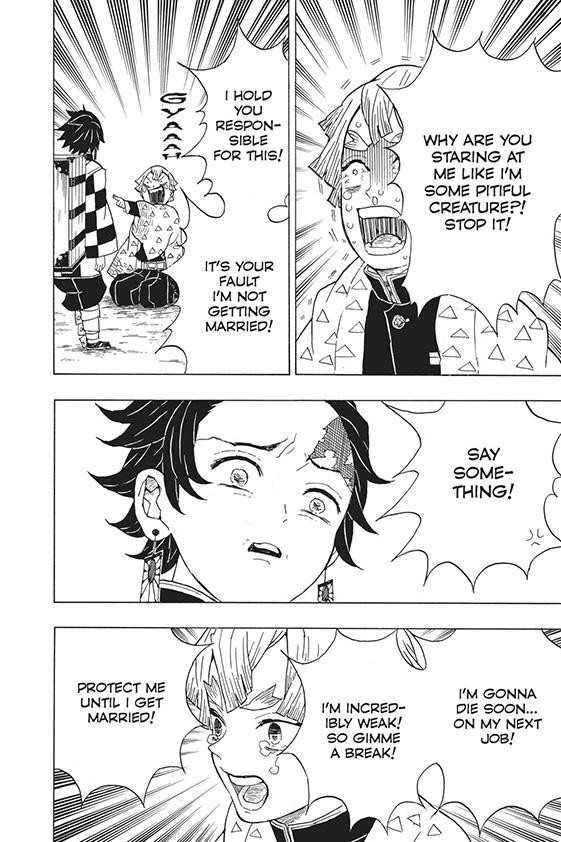 WHY ARE YOU
STARING AT
ME LIKE I'M
SOME PITIFUL
CREATURE?!
STOP IT!
I HOLD
YOU
RESPON-
SIBLE
FOR THIS!
GYAAAH
IT'S YOUR
FAULT
I'M NOT
GETTING
MARRIED!
SAY
SOME-
THING!
I'M GONNA
DIE SOON...
ON MY NEXT
JOB!
I'M INCRED-
IBLY WEAK!
SO GIMME
A BREAK!
PROTECT ME
UNTIL I GET
MARRIED!